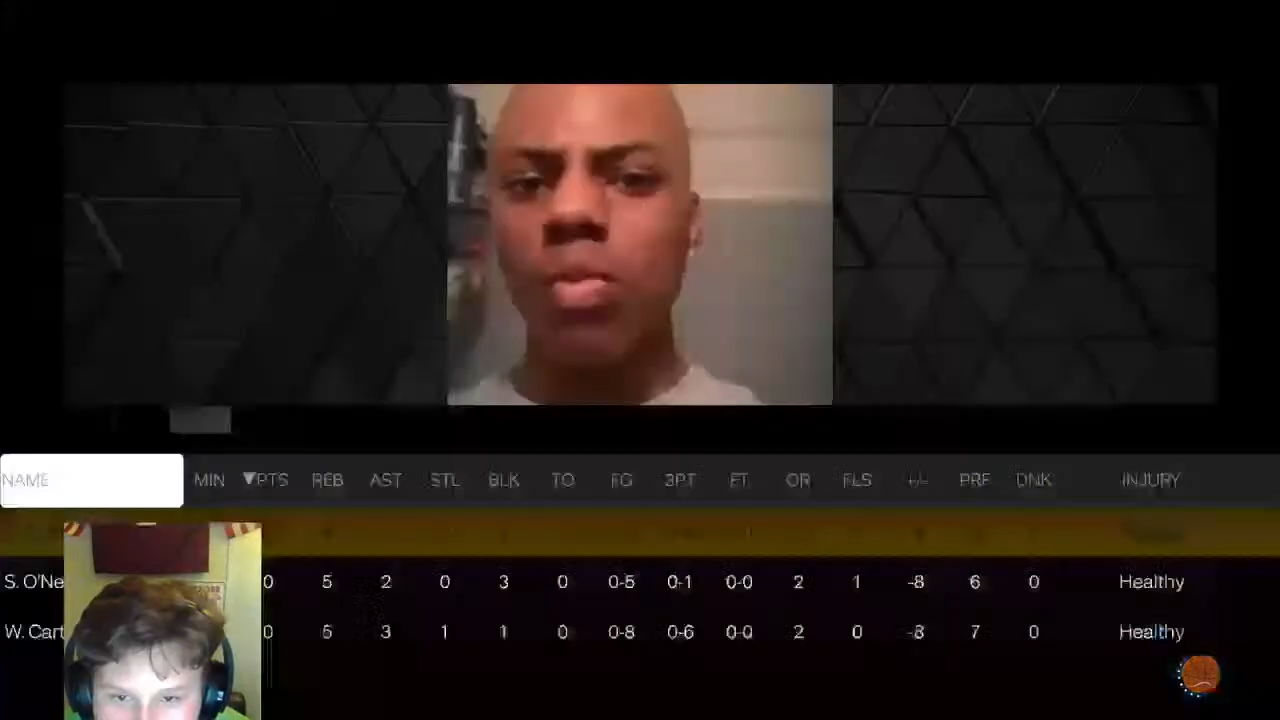 NAME MIN ▼PTS REB AST STL BLK TO FG 3PT FT OR FLS +/- PRF DNK INJURY
S. O'Ne 0 5 2 0 3 0 0-5 0-1 0-0 2 1 -8 6 0 Healthy
W. Cart 0 5 3 1 1 0 0-8 0-6 0-0 2 0 -8 7 0 Healthy